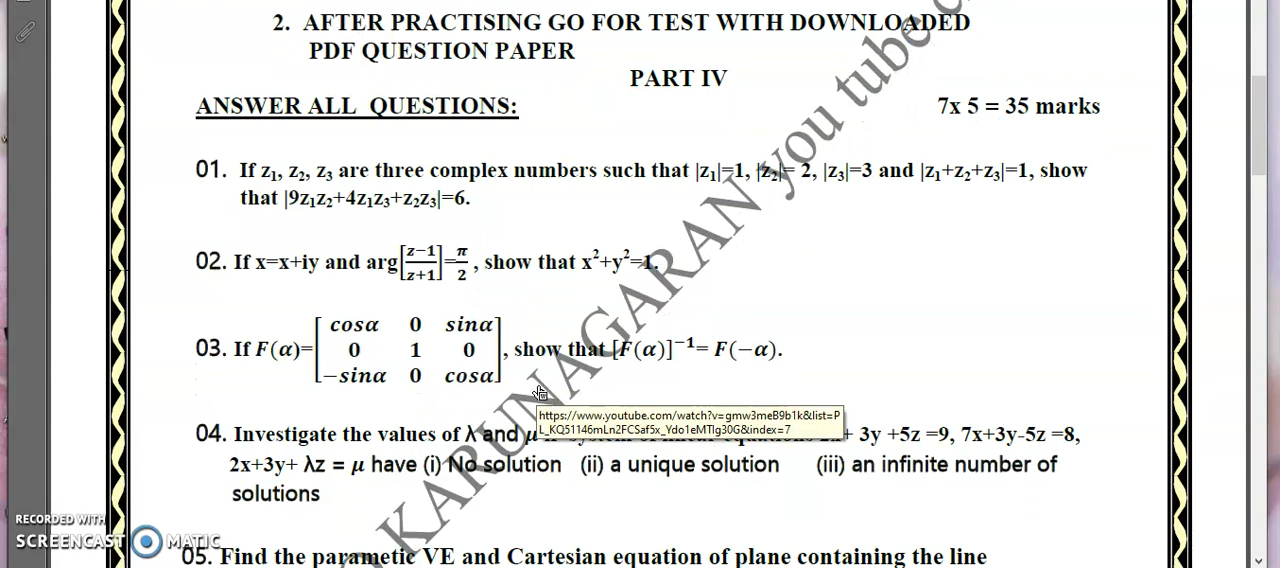 2. AFTER PRACTISING GO FOR TEST WITH DOWNLOADED
PDF QUESTION PAPER
PART IV
ANSWER ALL QUESTIONS:
7x 5 = 35 marks
01. If z₁, z₂, z₃ are three complex numbers such that |z₁|=1, |z₂|= 2, |z₃|=3 and |z₁+z₂+z₃|=1, show
that |9z₁z₂+4z₁z₃+z₂z₃|=6.
02. If x=x+iy and arg[(z−1)/(z+1)]=π/2, show that x²+y²=1.
03. If F(α)=[cosα 0 sinα
0 1 0
−sinα 0 cosα], show that [F(α)]⁻¹= F(−α).
https://www.youtube.com/watch?v=gmw3meB9b1k&list=P
L_KQ51146mLn2FCSaf5x_Ydo1eMTlg30G&index=7
04. Investigate the values of λ and μ + 3y +5z =9, 7x+3y-5z =8,
2x+3y+ λz = μ have (i) No solution (ii) a unique solution (iii) an infinite number of
solutions
05. Find the parametic VE and Cartesian equation of plane containing the line
KARUNAGARAN you tube
RECORDED WITH
SCREENCAST MATIC